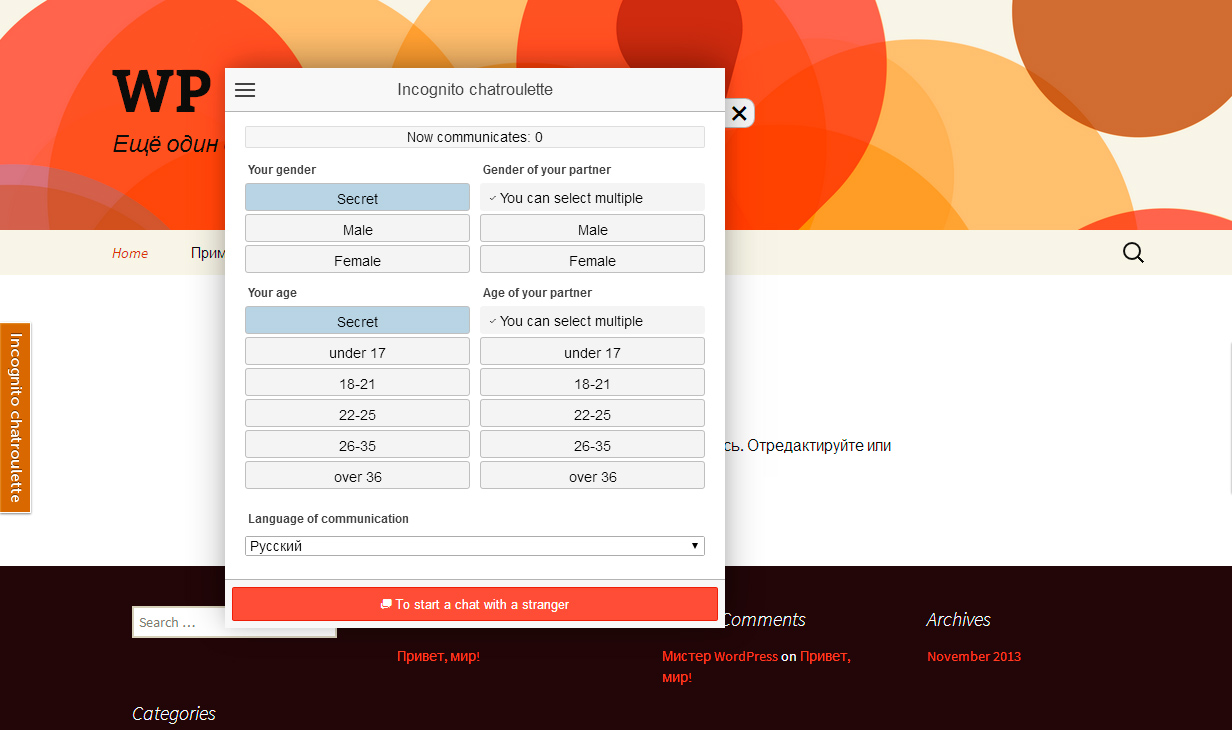 WP
Ещё один
Incognito chatroulette
Now communicates: 0
Your gender
Gender of your partner
Secret
You can select multiple
Male
Male
Female
Female
Your age
Age of your partner
Secret
You can select multiple
under 17
under 17
18-21
18-21
22-25
22-25
26-35
26-35
over 36
over 36
Language of communication
Русский
To start a chat with a stranger
Home
Incognito chatroulette
Отредактируйте или
Search ...
Comments
Archives
Привет, мир!
Мистер WordPress on Привет,
мир!
November 2013
Categories